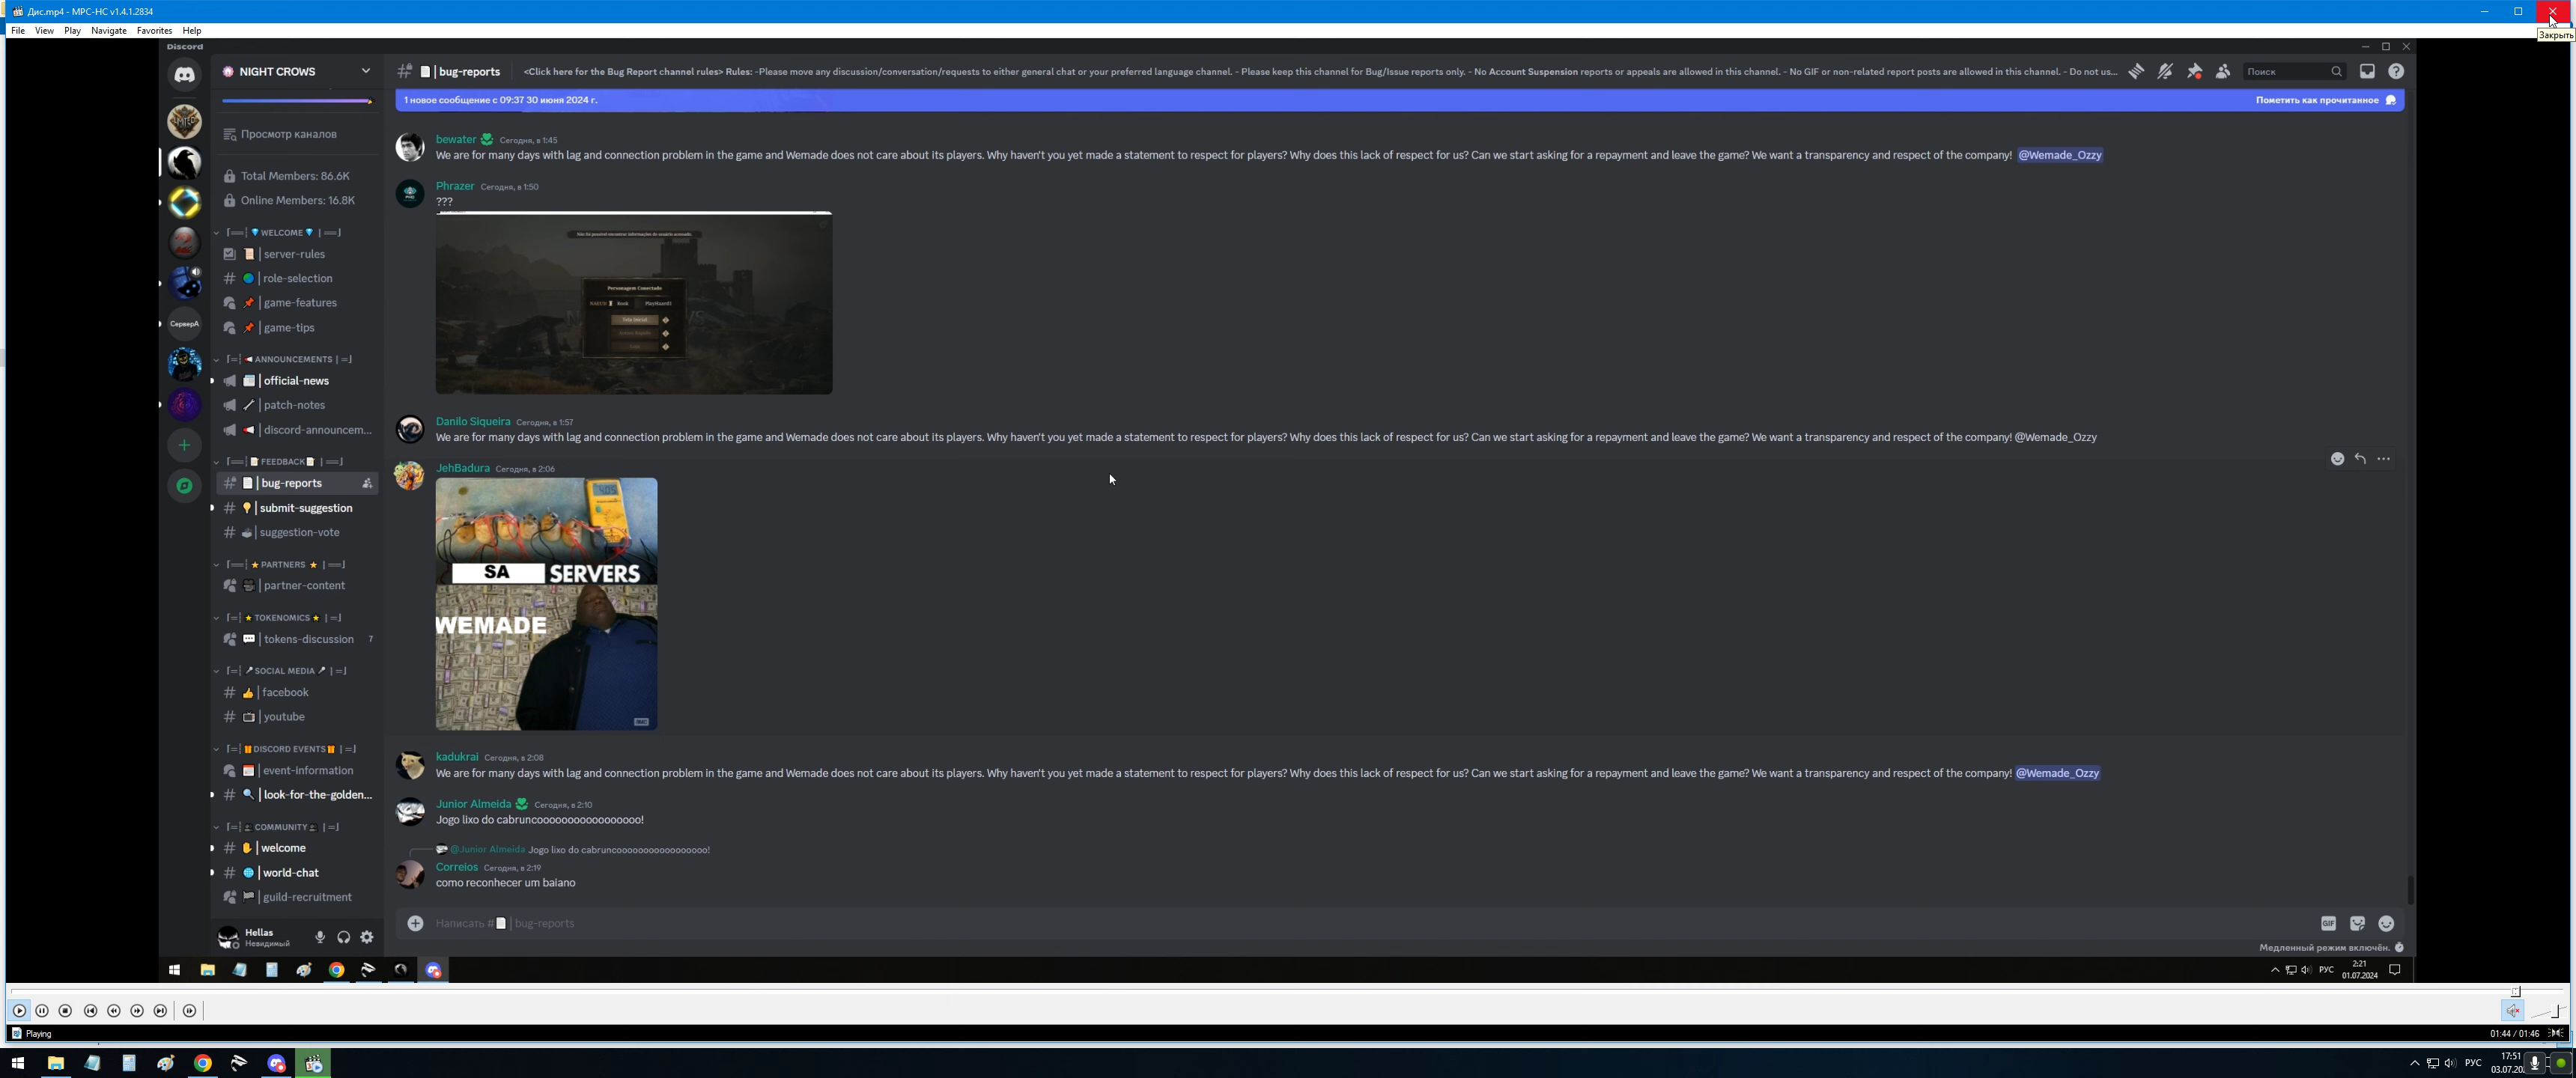 Дис.mp4 - MPC-HC v1.4.1.2834
File View Play Navigate Favorites Help
Закрыть
Discord
NIGHT CROWS
bug-reports
<Click here for the Bug Report channel rules> Rules: -Please move any discussion/conversation/requests to either general chat or your preferred language channel. - Please keep this channel for Bug/Issue reports only. - No Account Suspension reports or appeals are allowed in this channel. - No GIF or non-related report posts are allowed in this channel. - Do not us...
Поиск
1 новое сообщение с 09:37 30 июня 2024 г.
Пометить как прочитанное
Просмотр каналов
Total Members: 86.6K
Online Members: 16.8K
WELCOME
server-rules
role-selection
game-features
game-tips
СерверА
ANNOUNCEMENTS
official-news
patch-notes
discord-announcem...
FEEDBACK
bug-reports
submit-suggestion
suggestion-vote
PARTNERS
partner-content
TOKENOMICS
tokens-discussion 7
SOCIAL MEDIA
facebook
youtube
DISCORD EVENTS
event-information
look-for-the-golden...
COMMUNITY
welcome
world-chat
guild-recruitment
Hellas
Невидимый
bewater Сегодня, в 1:45
We are for many days with lag and connection problem in the game and Wemade does not care about its players. Why haven't you yet made a statement to respect for players? Why does this lack of respect for us? Can we start asking for a repayment and leave the game? We want a transparency and respect of the company! @Wemade_Ozzy
Phrazer Сегодня, в 1:50
???
Personagem Conectado
Danilo Siqueira Сегодня, в 1:57
We are for many days with lag and connection problem in the game and Wemade does not care about its players. Why haven't you yet made a statement to respect for players? Why does this lack of respect for us? Can we start asking for a repayment and leave the game? We want a transparency and respect of the company! @Wemade_Ozzy
JehBadura Сегодня, в 2:06
SA SERVERS
WEMADE
kadukrai Сегодня, в 2:08
We are for many days with lag and connection problem in the game and Wemade does not care about its players. Why haven't you yet made a statement to respect for players? Why does this lack of respect for us? Can we start asking for a repayment and leave the game? We want a transparency and respect of the company! @Wemade_Ozzy
Junior Almeida Сегодня, в 2:10
Jogo lixo do cabruncooooooooooooooooo!
@Junior Almeida Jogo lixo do cabruncooooooooooooooooo!
Correios Сегодня, в 2:19
como reconhecer um baiano
Написать # | bug-reports
GIF
Медленный режим включён.
РУС
2:21
01.07.2024
Playing
01:44 / 01:46
РУС
17:51
03.07.20